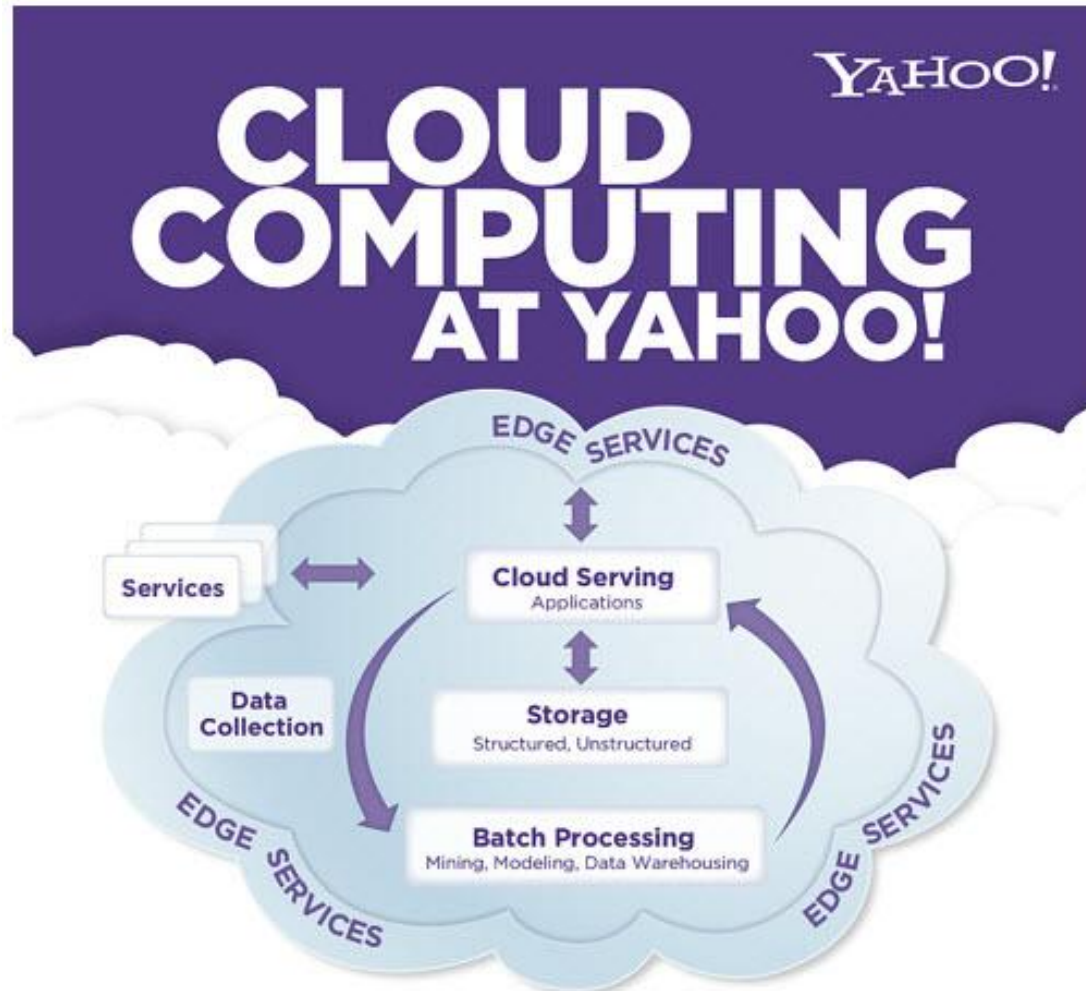 YAHOO!
CLOUD
COMPUTING
AT YAHOO!
EDGE SERVICES
Services
Cloud Serving
Applications
Data
Collection
Storage
Structured, Unstructured
Batch Processing
Mining, Modeling, Data Warehousing
EDGE SERVICES
EDGE SERVICES